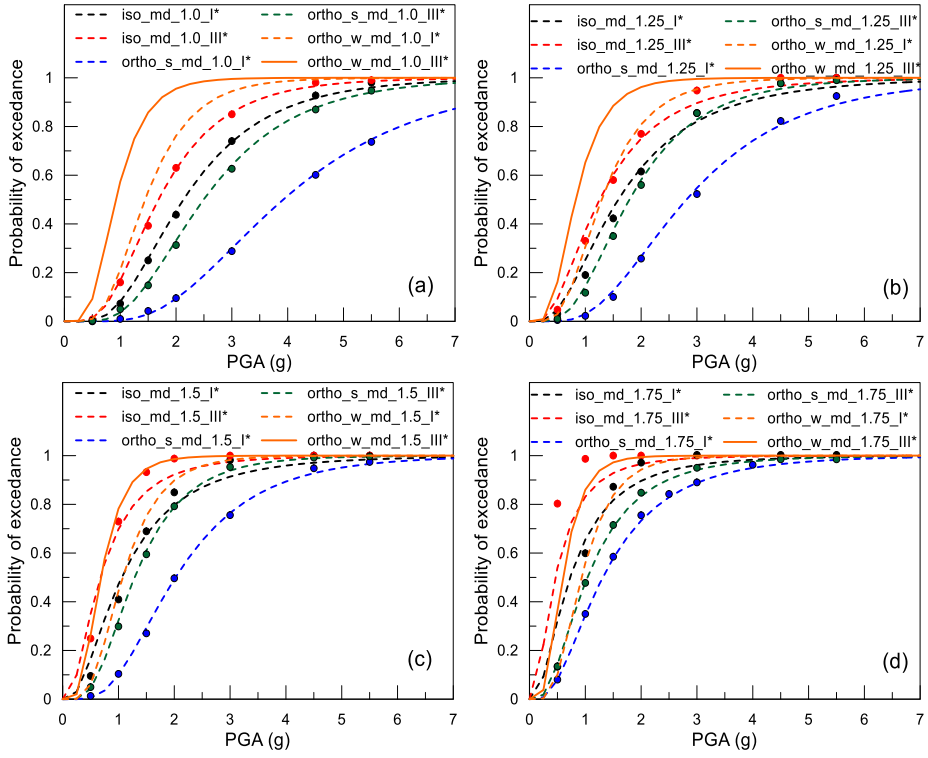 iso_md_1.0_I* ortho_s_md_1.0_III*
iso_md_1.0_III* ortho_w_md_1.0_I*
ortho_s_md_1.0_I* ortho_w_md_1.0_III*
Probability of exceedance
1
0.8
0.6
0.4
0.2
0
(a)
0 1 2 3 4 5 6 7
PGA (g)
iso_md_1.25_I* ortho_s_md_1.25_III*
iso_md_1.25_III* ortho_w_md_1.25_I*
ortho_s_md_1.25_I* ortho_w_md_1.25_III*
Probability of excedance
1
0.8
0.6
0.4
0.2
0
(b)
0 1 2 3 4 5 6 7
PGA (g)
iso_md_1.5_I* ortho_s_md_1.5_III*
iso_md_1.5_III* ortho_w_md_1.5_I*
ortho_s_md_1.5_I* ortho_w_md_1.5_III*
Probability of excedance
1
0.8
0.6
0.4
0.2
0
(c)
0 1 2 3 4 5 6 7
PGA (g)
iso_md_1.75_I* ortho_s_md_1.75_III*
iso_md_1.75_III* ortho_w_md_1.75_I*
ortho_s_md_1.75_I* ortho_w_md_1.75_III*
Probability of excedance
1
0.8
0.6
0.4
0.2
0
(d)
0 1 2 3 4 5 6 7
PGA (g)